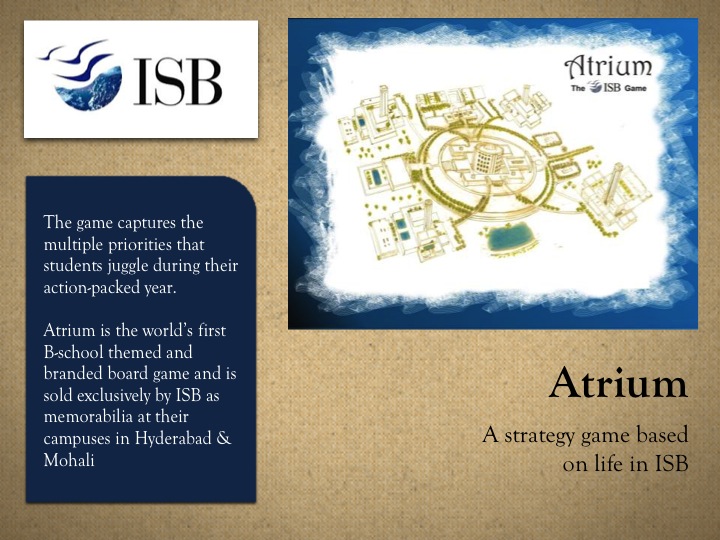 ISB
The game captures the
multiple priorities that
students juggle during their
action-packed year.
Atrium is the world's first
B-school themed and
branded board game and is
sold exclusively by ISB as
memorabilia at their
campuses in Hyderabad &
Mohali
Atrium
The ISB Game
Atrium
A strategy game based
on life in ISB